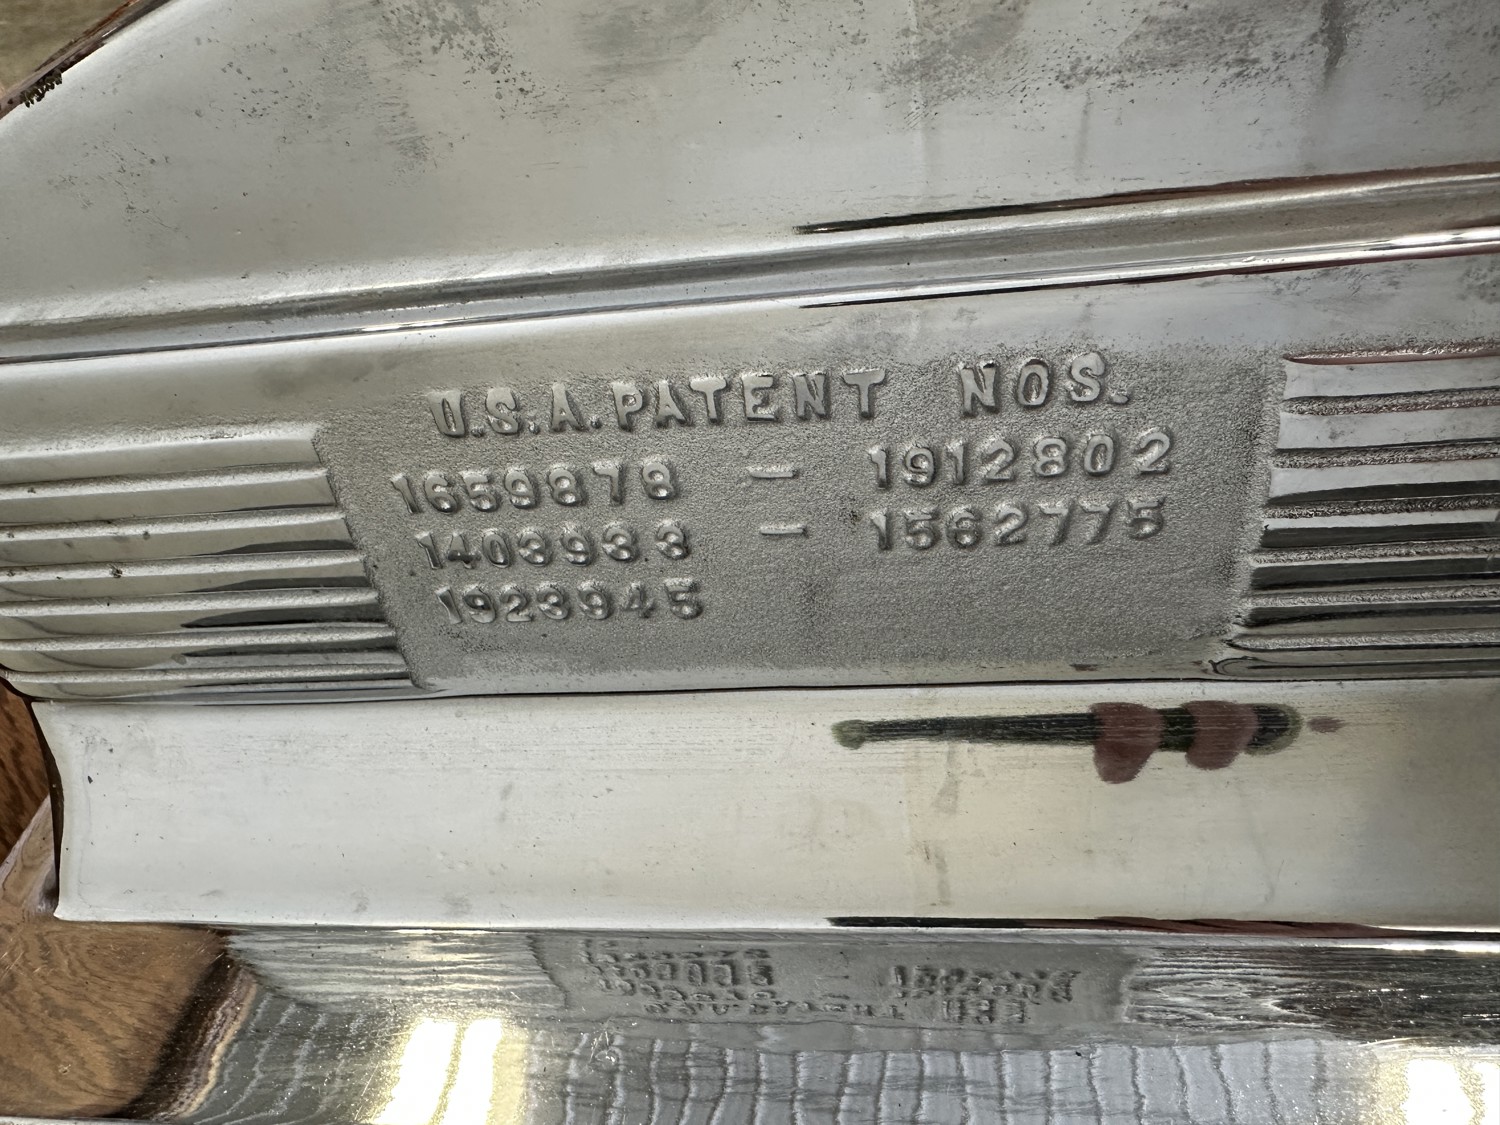 U.S.A. PATENT NOS.
1659878 - 1912802
1403933 - 1562775
1923945